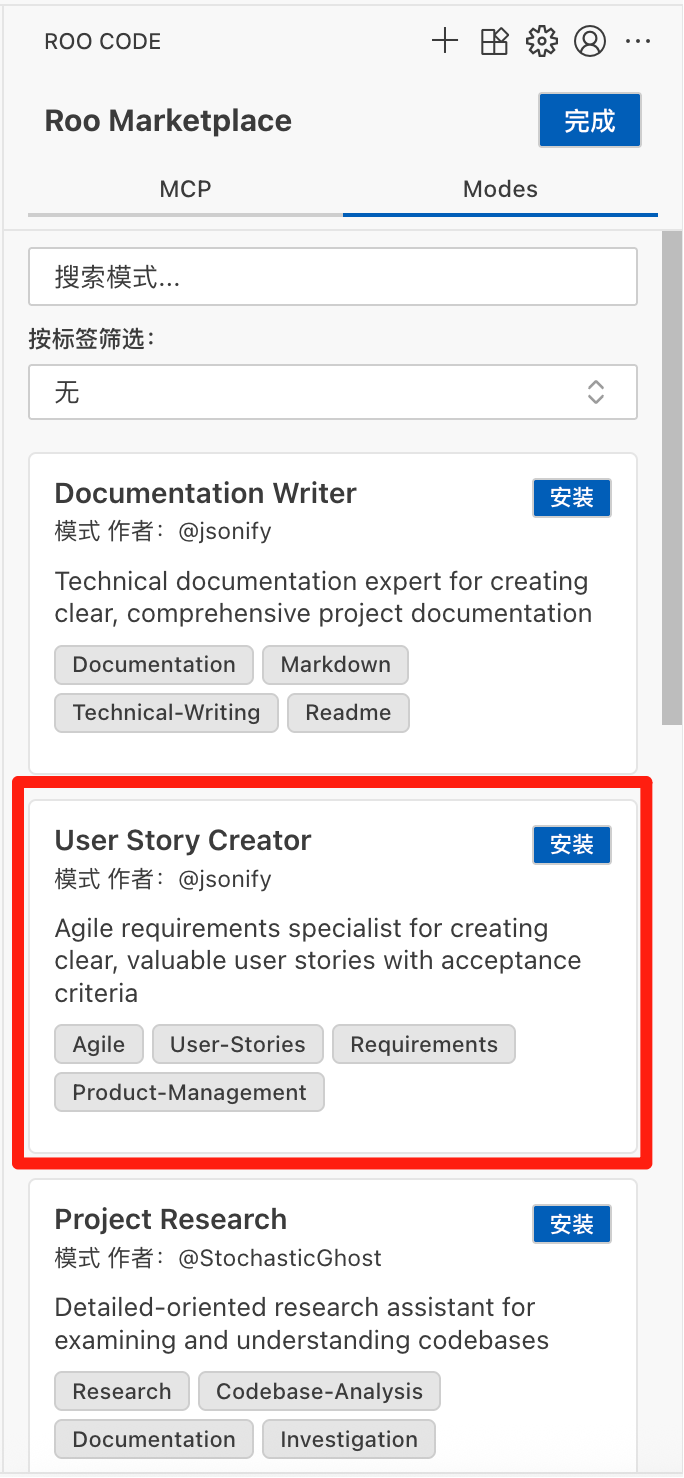 ROO CODE
Roo Marketplace
完成
MCP
Modes
搜索模式...
按标签筛选：
无
Documentation Writer
安装
模式 作者：@jsonify
Technical documentation expert for creating
clear, comprehensive project documentation
Documentation
Markdown
Technical-Writing
Readme
User Story Creator
安装
模式 作者：@jsonify
Agile requirements specialist for creating
clear, valuable user stories with acceptance
criteria
Agile
User-Stories
Requirements
Product-Management
Project Research
安装
模式 作者：@StochasticGhost
Detailed-oriented research assistant for
examining and understanding codebases
Research
Codebase-Analysis
Documentation
Investigation